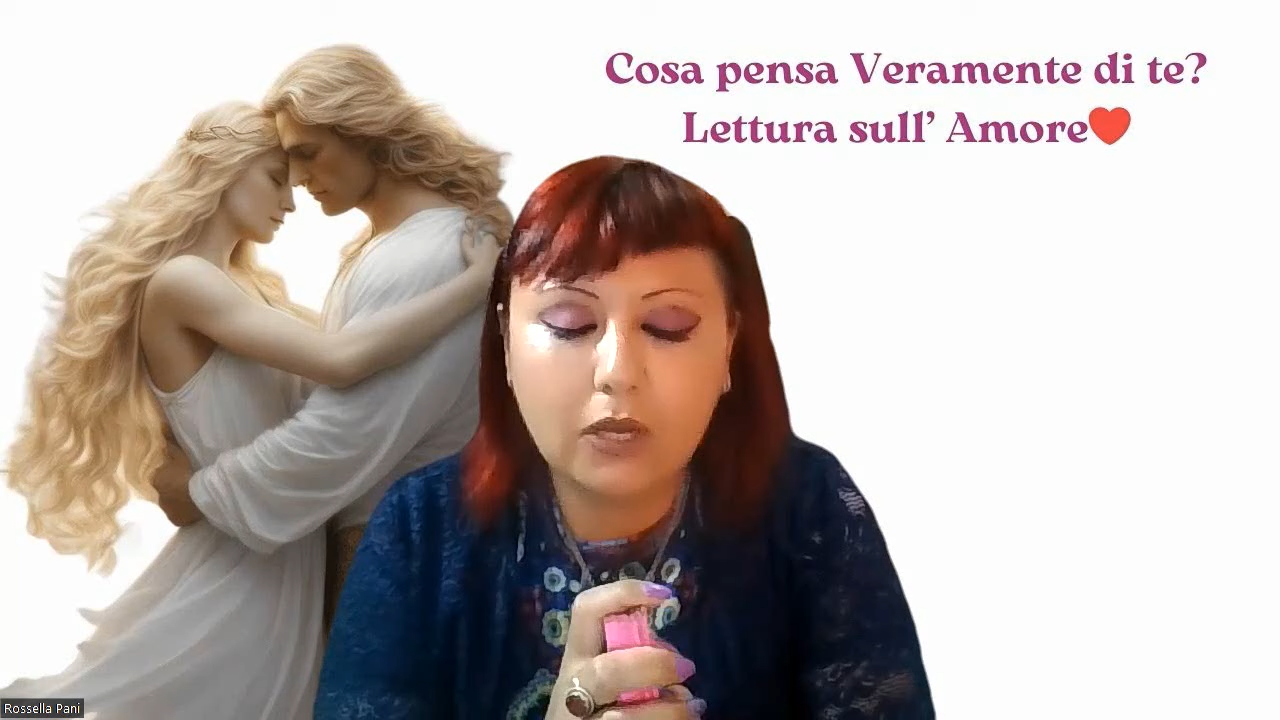 Cosa pensa Veramente di te?
Lettura sull’ Amore❤️
Rossella Pani